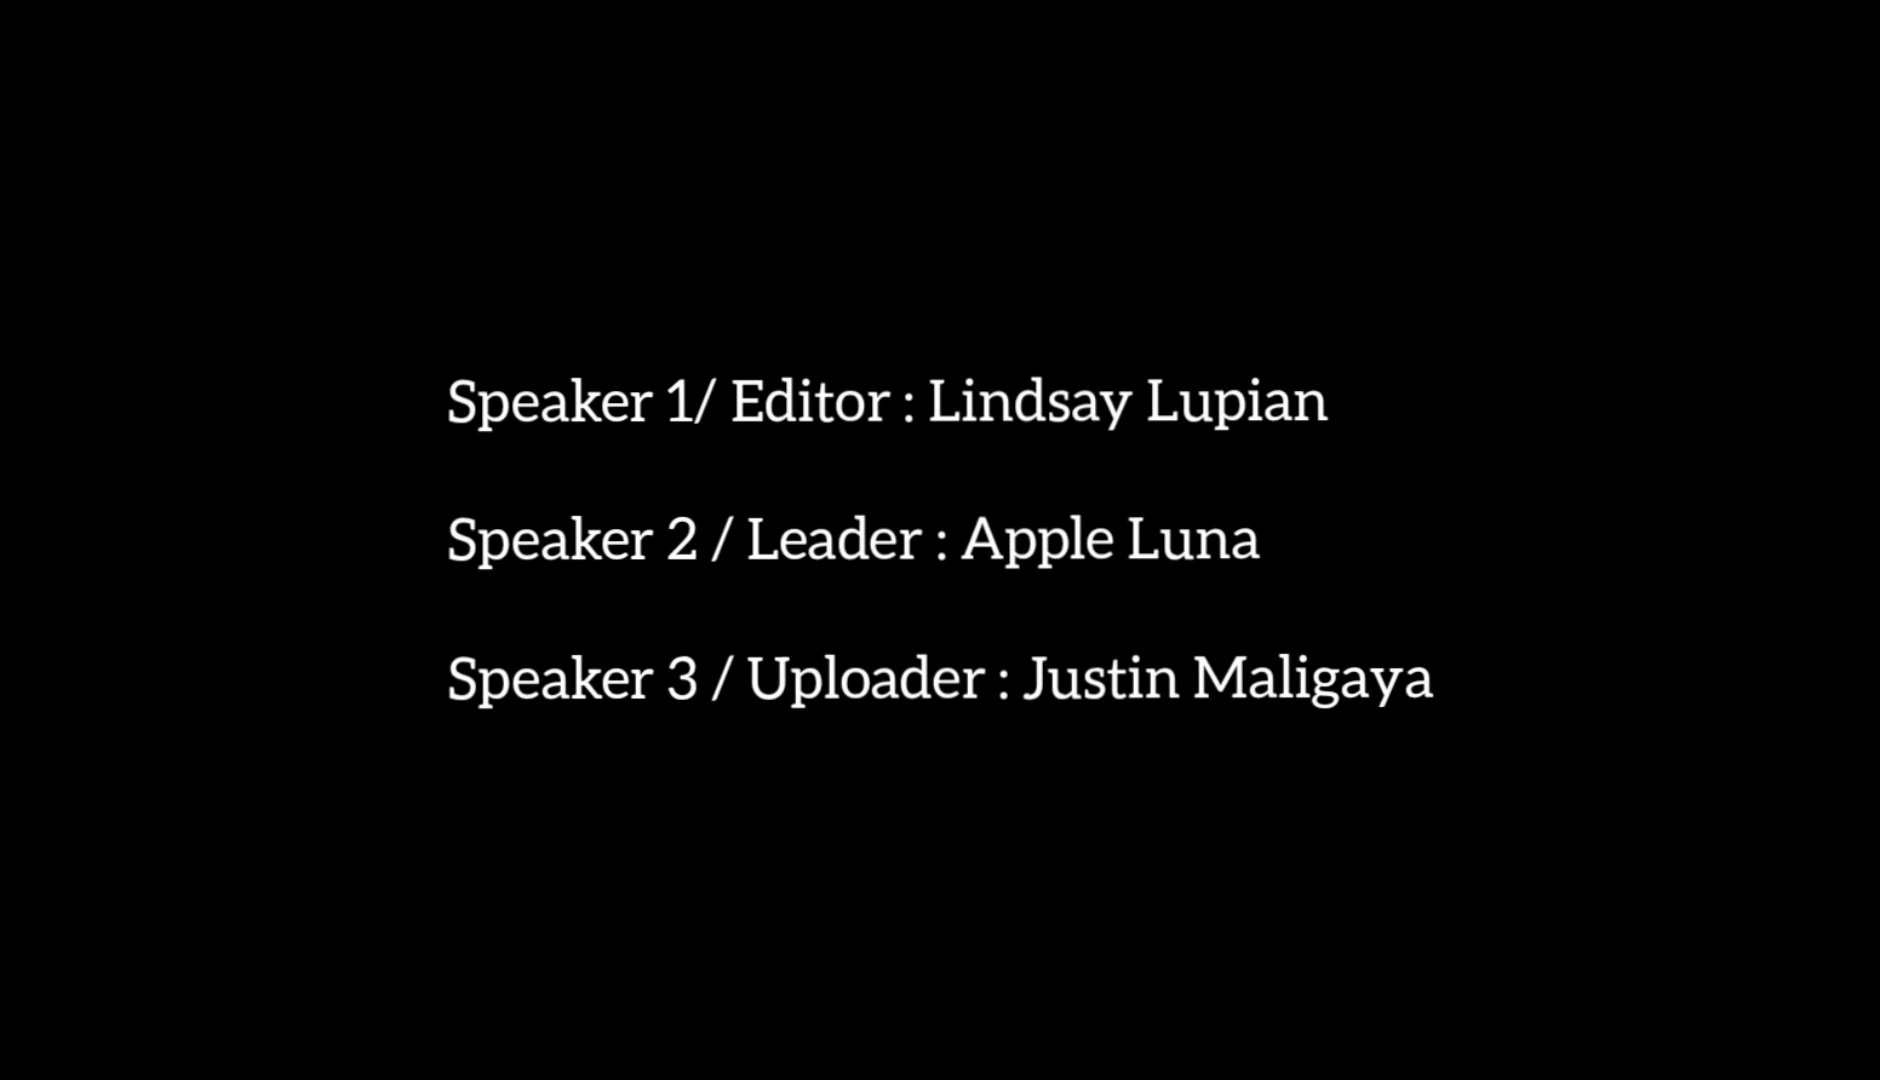 Speaker 1/ Editor : Lindsay Lupian
Speaker 2 / Leader : Apple Luna
Speaker 3 / Uploader : Justin Maligaya